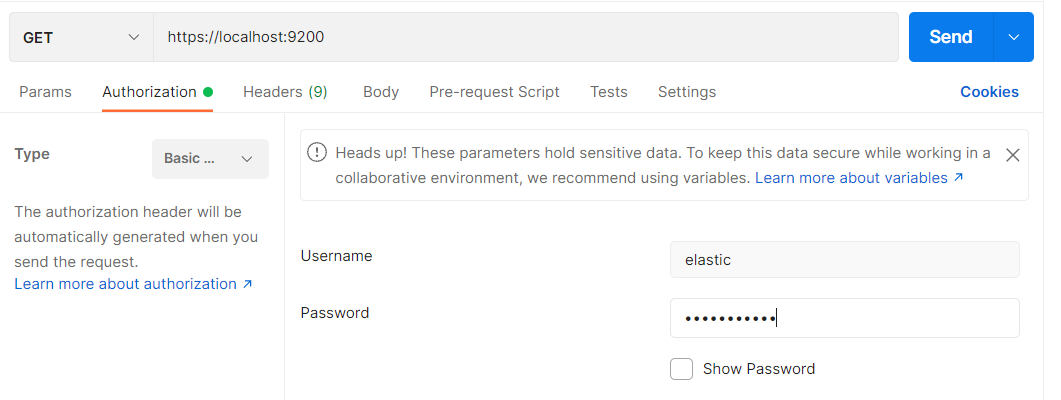 GET https://localhost:9200 Send
Params Authorization Headers (9) Body Pre-request Script Tests Settings Cookies
Type Basic ...
The authorization header will be
automatically generated when you
send the request.
Learn more about authorization ↗
Heads up! These parameters hold sensitive data. To keep this data secure while working in a
collaborative environment, we recommend using variables. Learn more about variables ↗
Username elastic
Password •••••••••••
Show Password